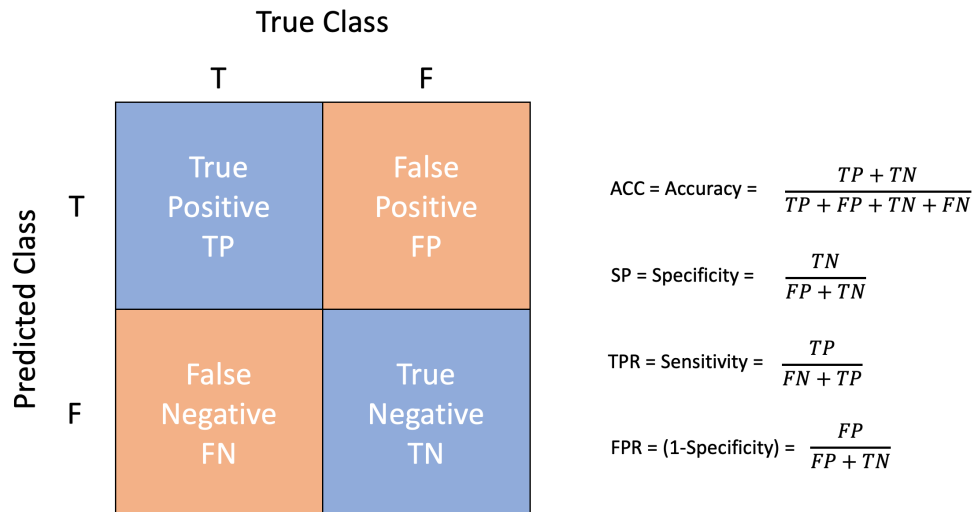 True Class
T F
Predicted Class
T
True
Positive
TP
False
Positive
FP
F
False
Negative
FN
True
Negative
TN
ACC = Accuracy = TP + TN
TP + FP + TN + FN
SP = Specificity = TN
FP + TN
TPR = Sensitivity = TP
FN + TP
FPR = (1-Specificity) = FP
FP + TN